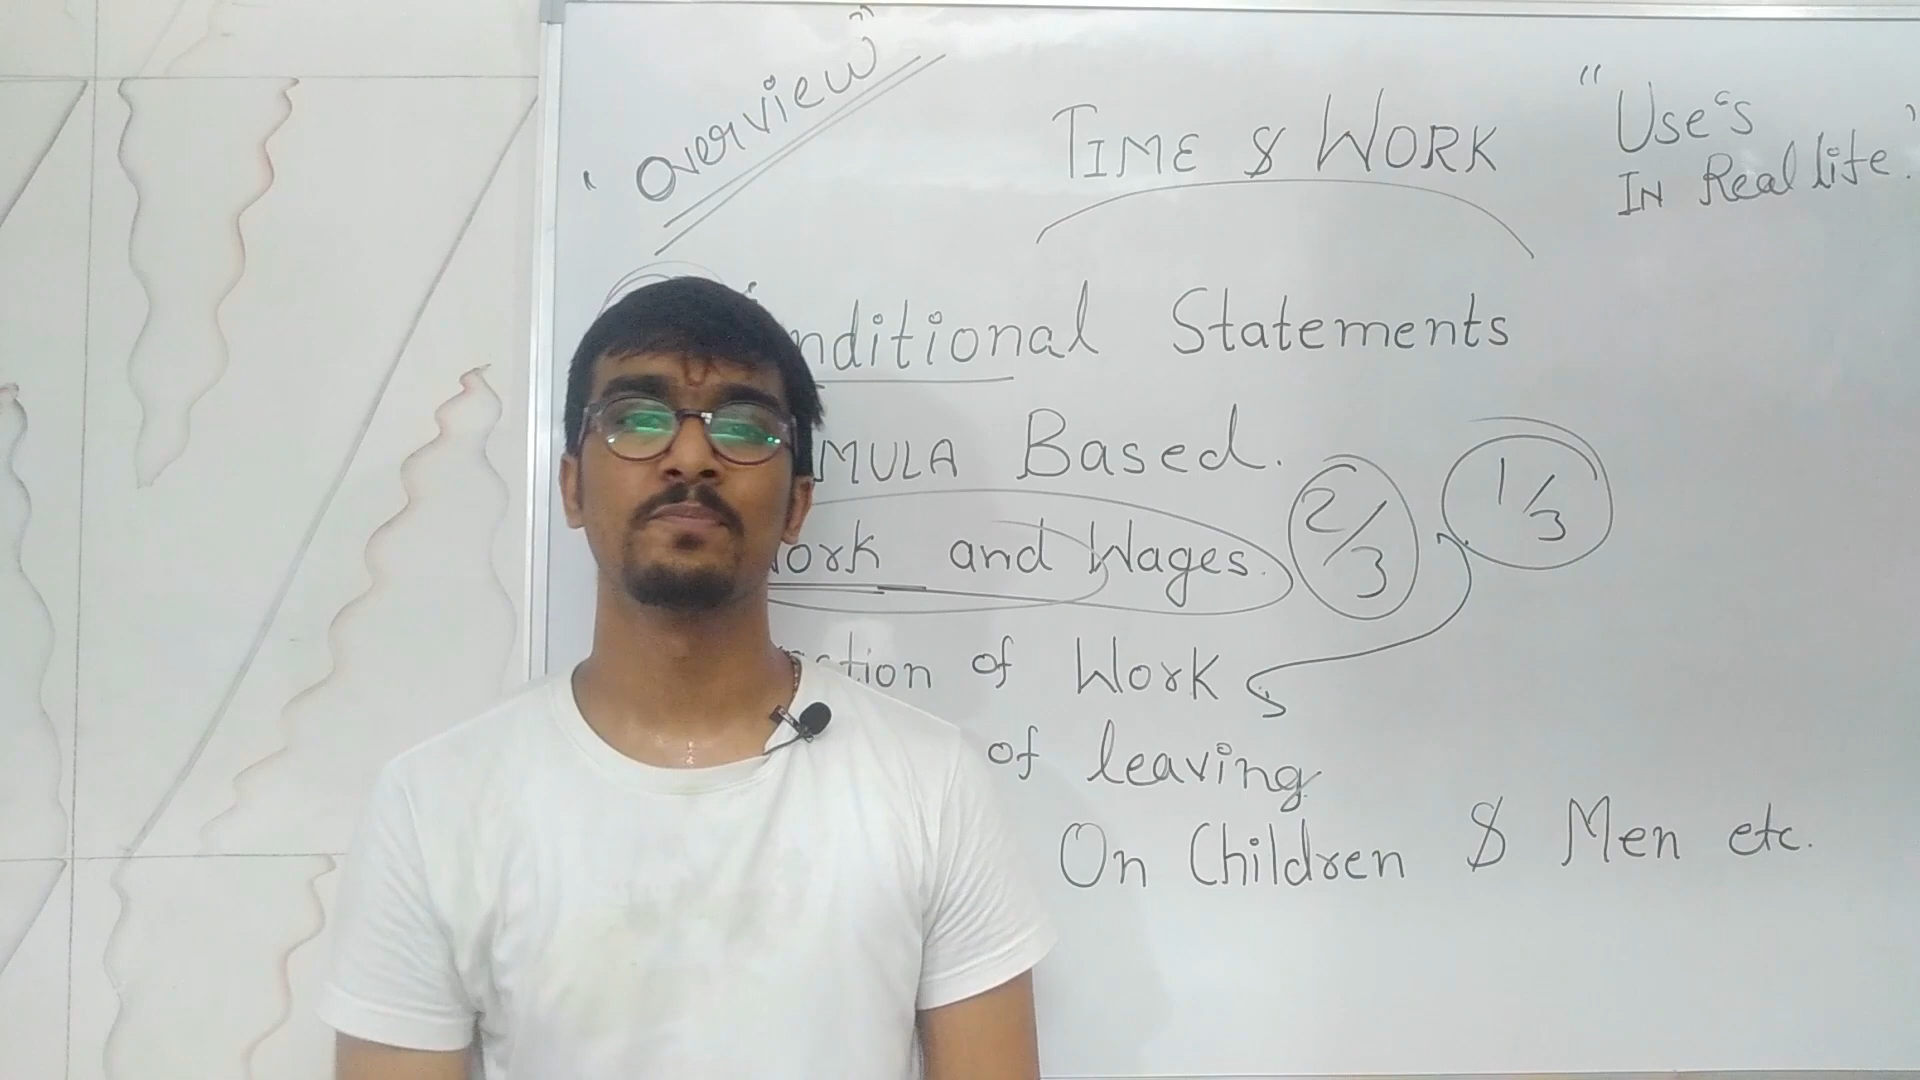 "Overview"
TIME & WORK
"Use's
IN Real life."
nditional Statements
MULA Based.
2/3
1/3
ork and Wages.
ction of Work
of leaving
On Children & Men etc.